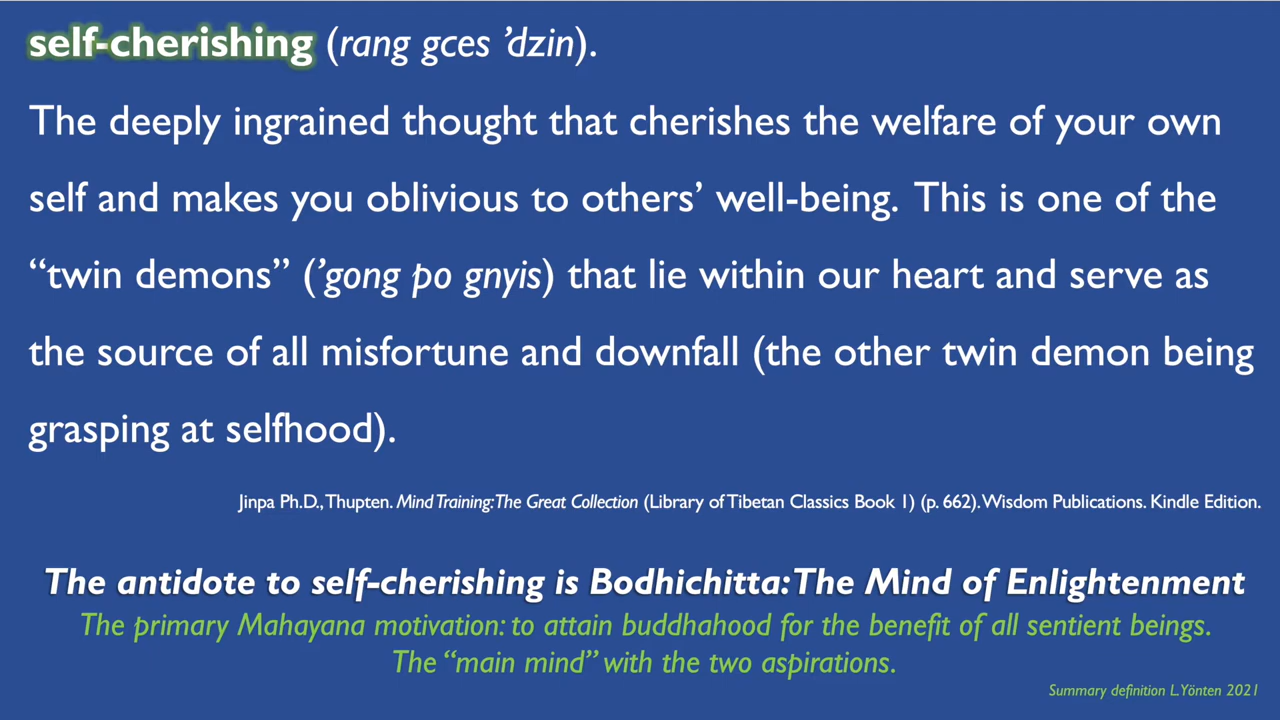 self-cherishing (rang gces ’dzin).
The deeply ingrained thought that cherishes the welfare of your own
self and makes you oblivious to others’ well-being. This is one of the
“twin demons” (’gong po gnyis) that lie within our heart and serve as
the source of all misfortune and downfall (the other twin demon being
grasping at selfhood).
Jinpa Ph.D., Thupten. Mind Training: The Great Collection (Library of Tibetan Classics Book 1) (p. 662). Wisdom Publications. Kindle Edition.
The antidote to self-cherishing is Bodhichitta: The Mind of Enlightenment
The primary Mahayana motivation: to attain buddhahood for the benefit of all sentient beings.
The “main mind” with the two aspirations.
Summary definition L.Yönten 2021